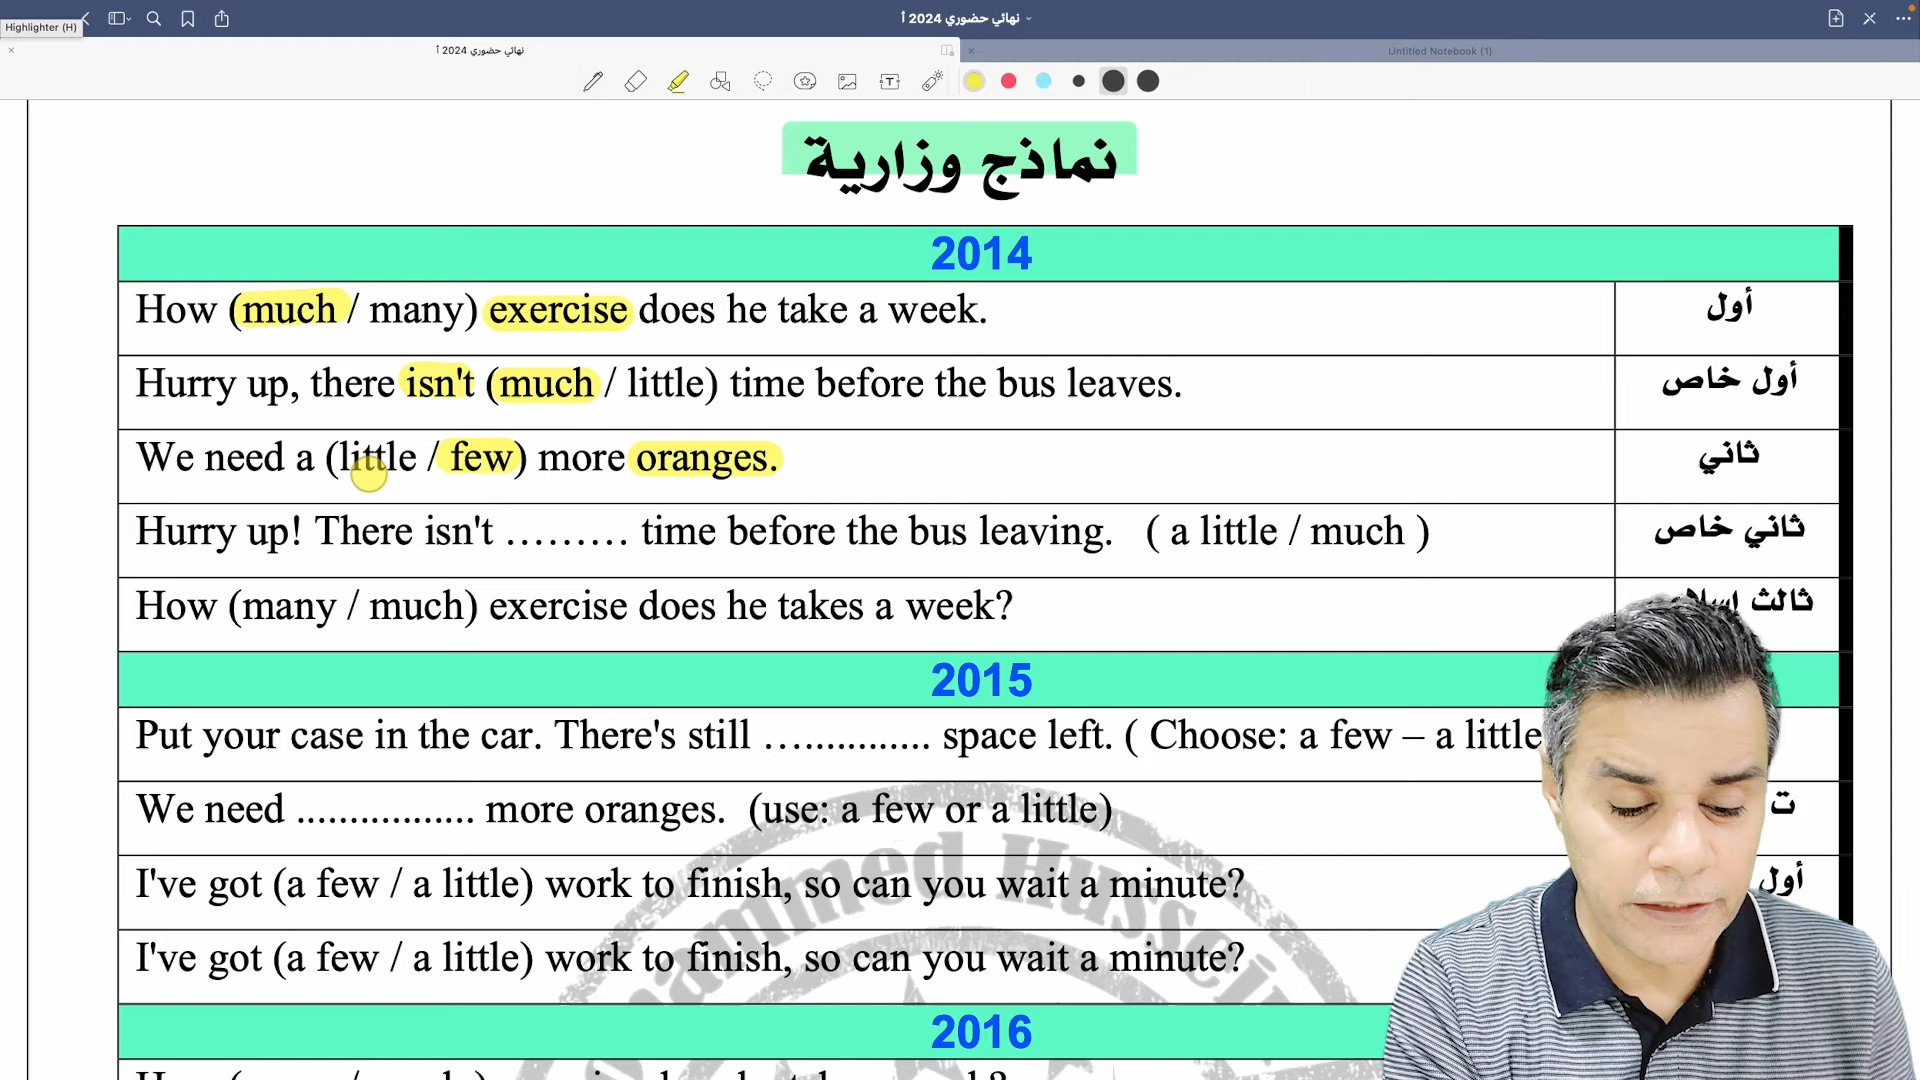 Highlighter (H)
نهائي حضوري 2024 أ
نهائي حضوري 2024 أ
Untitled Notebook (1)
نماذج وزارية
2014
How (much / many) exercise does he take a week.
أول
Hurry up, there isn't (much / little) time before the bus leaves.
أول خاص
We need a (little / few) more oranges.
ثاني
Hurry up! There isn't ……… time before the bus leaving. ( a little / much )
ثاني خاص
How (many / much) exercise does he takes a week?
ثالث
2015
Put your case in the car. There's still ….............. space left. ( Choose: a few – a little
We need ................. more oranges. (use: a few or a little)
ت
I've got (a few / a little) work to finish, so can you wait a minute?
أول
I've got (a few / a little) work to finish, so can you wait a minute?
2016